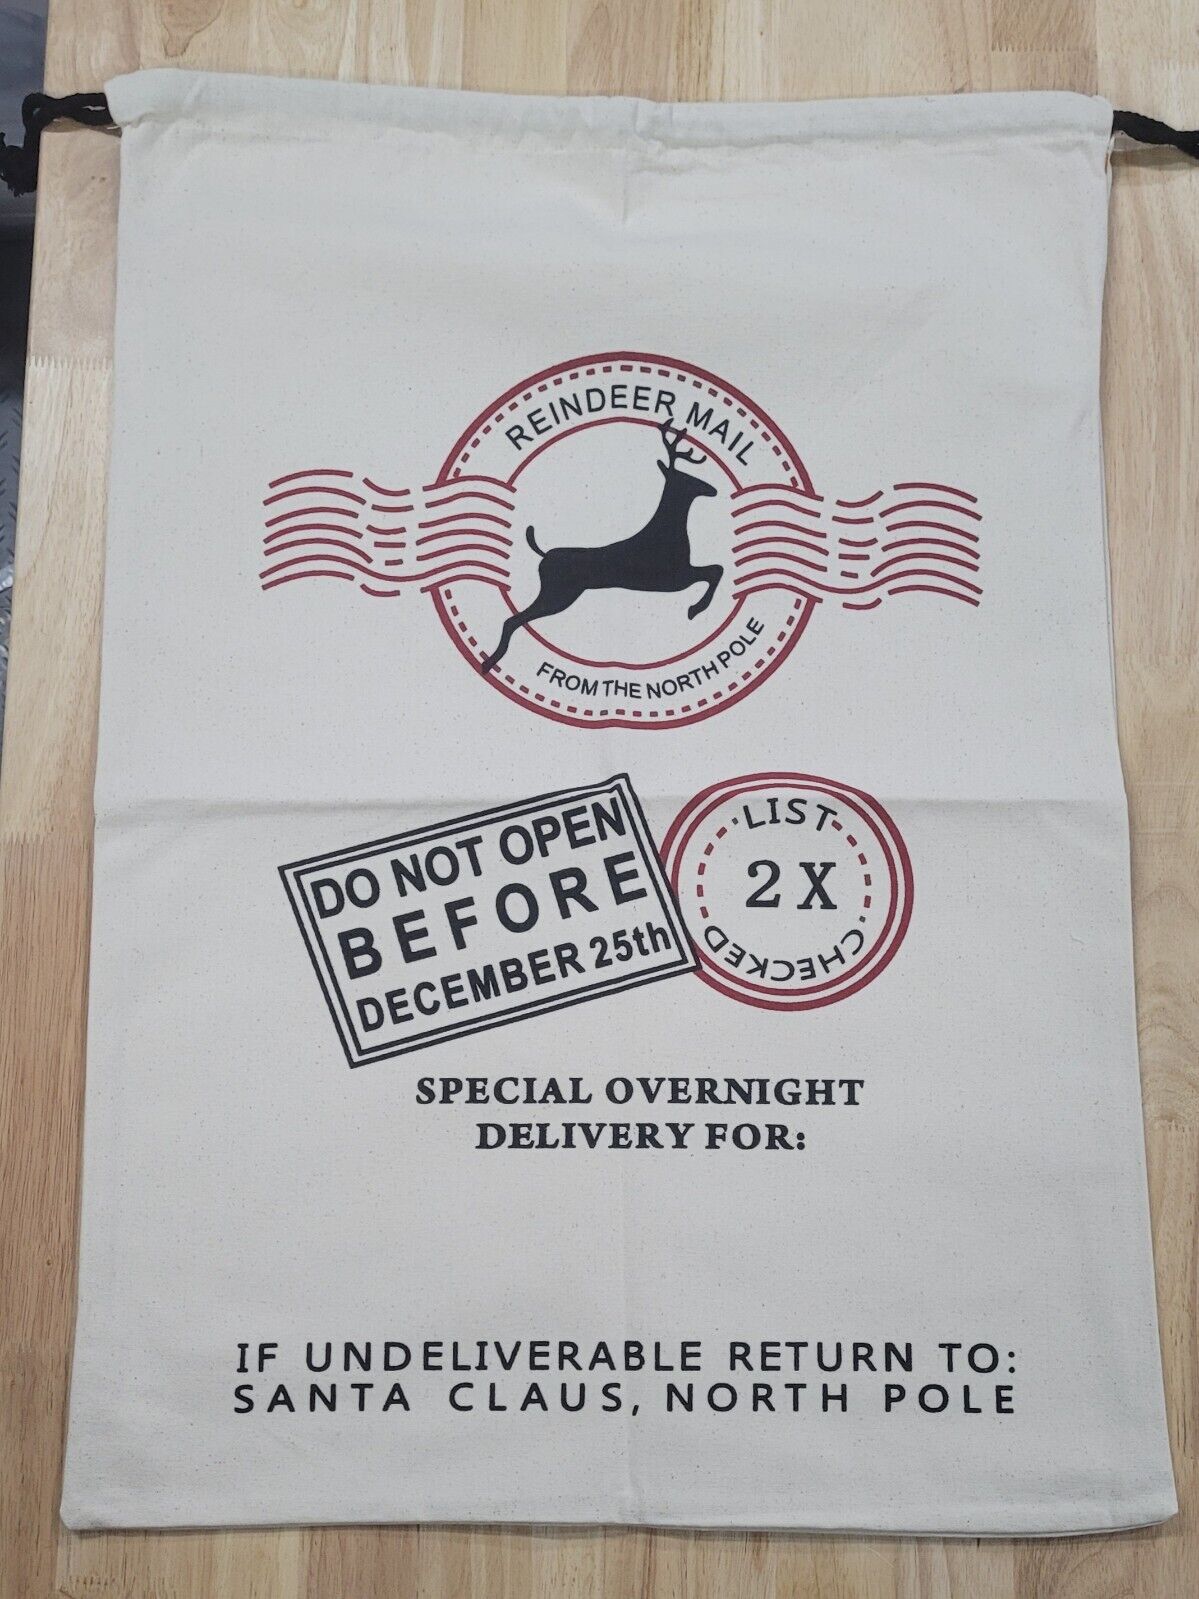 REINDEER MAIL
FROM THE NORTH POLE
DO NOT OPEN
BEFORE
DECEMBER 25th
LIST
2 X
CHECKED
SPECIAL OVERNIGHT
DELIVERY FOR:
IF UNDELIVERABLE RETURN TO:
SANTA CLAUS, NORTH POLE